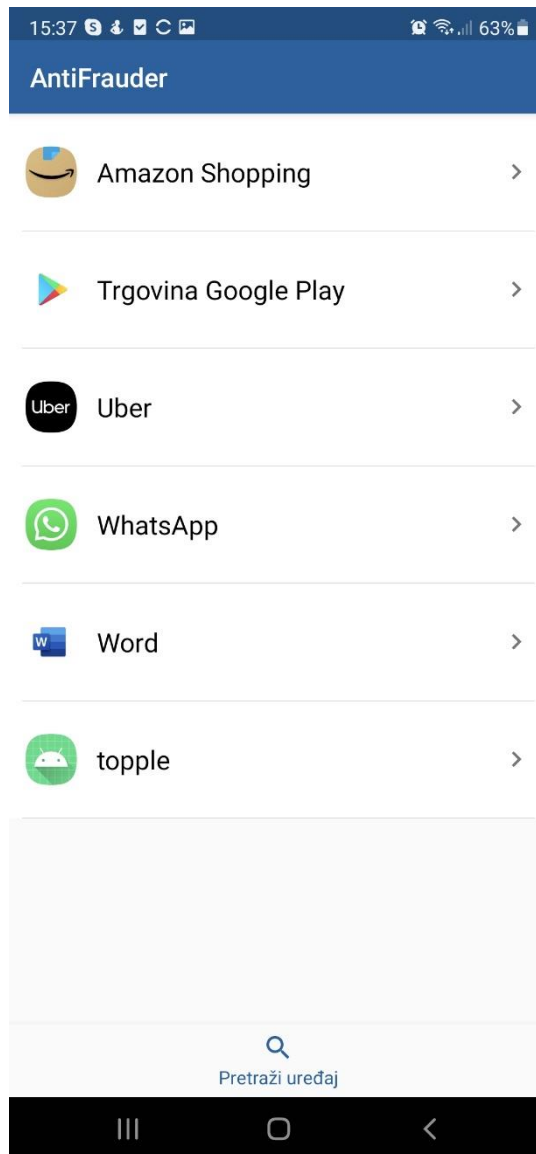 15:37
63%
AntiFrauder
Amazon Shopping
Trgovina Google Play
Uber
Uber
WhatsApp
W
Word
topple
Pretraži uređaj